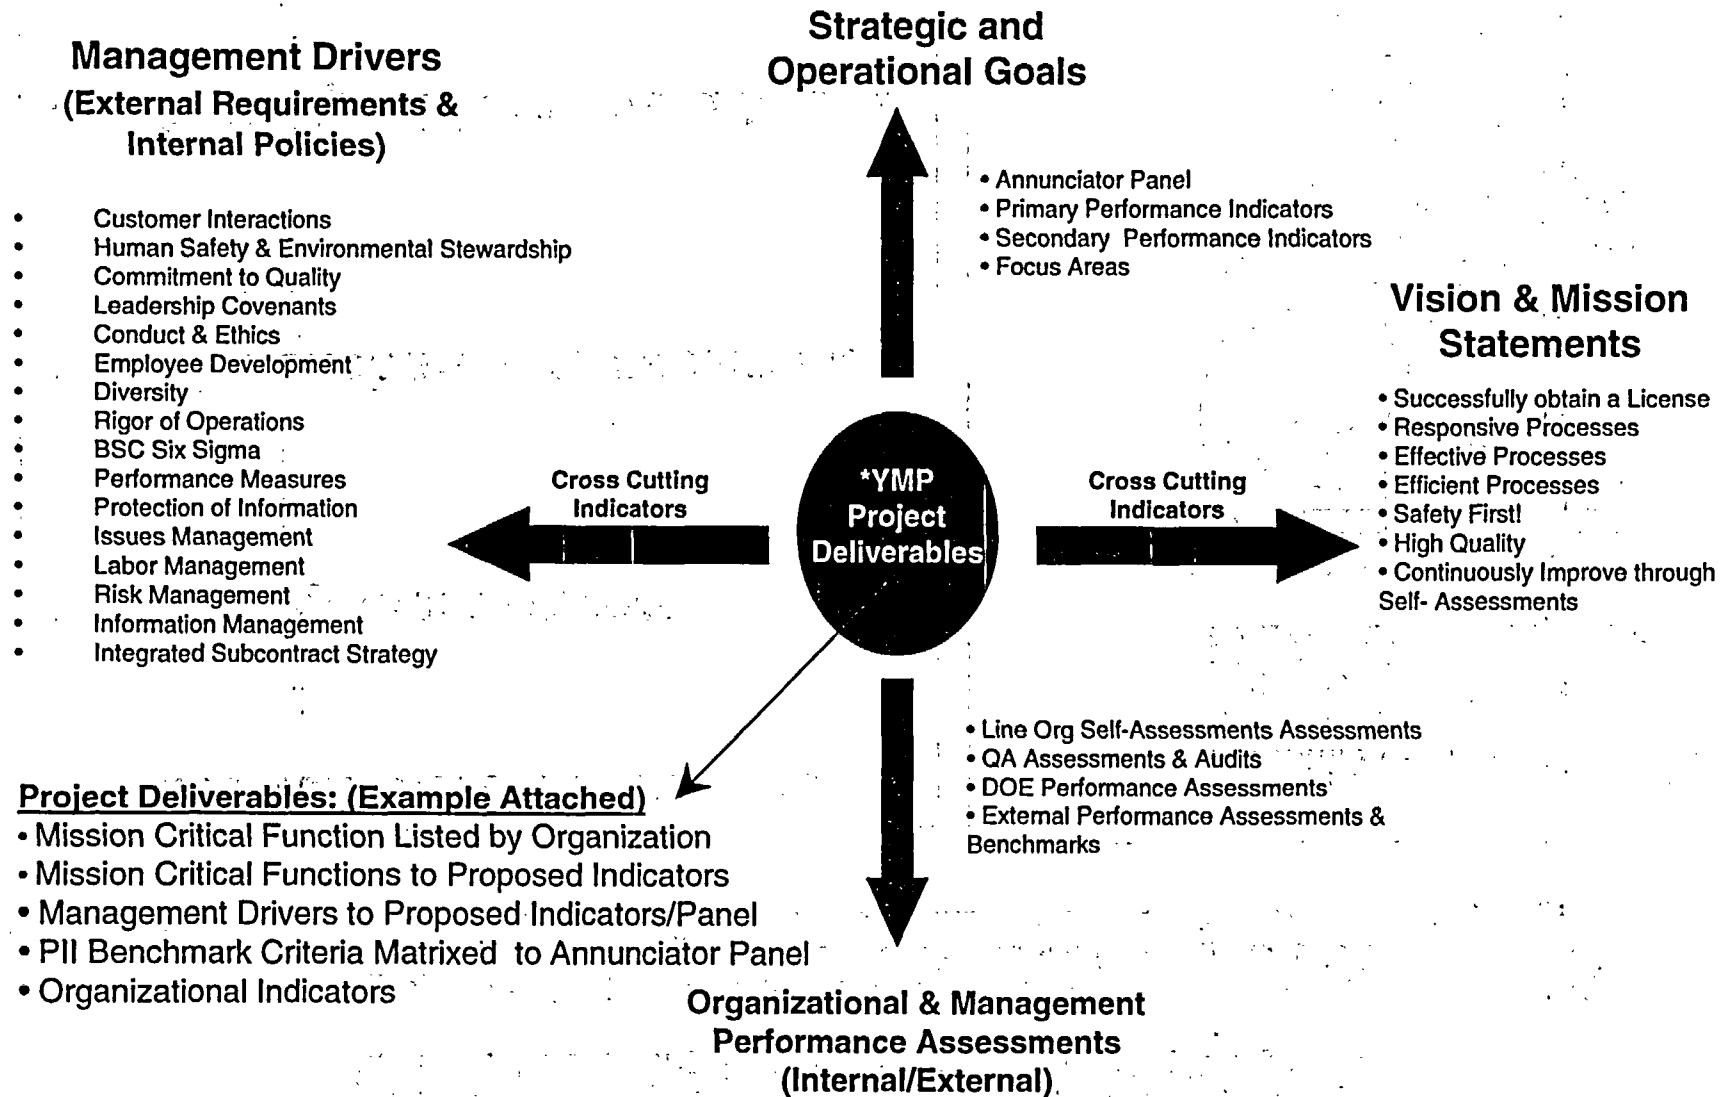 Strategic and
Operational Goals
Management Drivers
(External Requirements &
Internal Policies)
• Annunciator Panel
• Primary Performance Indicators
• Secondary Performance Indicators
• Focus Areas
• Customer Interactions
• Human Safety & Environmental Stewardship
• Commitment to Quality
• Leadership Covenants
• Conduct & Ethics
• Employee Development
• Diversity
• Rigor of Operations
• BSC Six Sigma
• Performance Measures
• Protection of Information
• Issues Management
• Labor Management
• Risk Management
• Information Management
• Integrated Subcontract Strategy
Cross Cutting
Indicators
*YMP
Project
Deliverables
Cross Cutting
Indicators
Vision & Mission
Statements
• Successfully obtain a License
• Responsive Processes
• Effective Processes
• Efficient Processes
• Safety First!
• High Quality
• Continuously Improve through
Self- Assessments
• Line Org Self-Assessments Assessments
• QA Assessments & Audits
• DOE Performance Assessments
• External Performance Assessments &
Benchmarks
Project Deliverables: (Example Attached)
• Mission Critical Function Listed by Organization
• Mission Critical Functions to Proposed Indicators
• Management Drivers to Proposed Indicators/Panel
• PII Benchmark Criteria Matrixed to Annunciator Panel
• Organizational Indicators
Organizational & Management
Performance Assessments
(Internal/External)